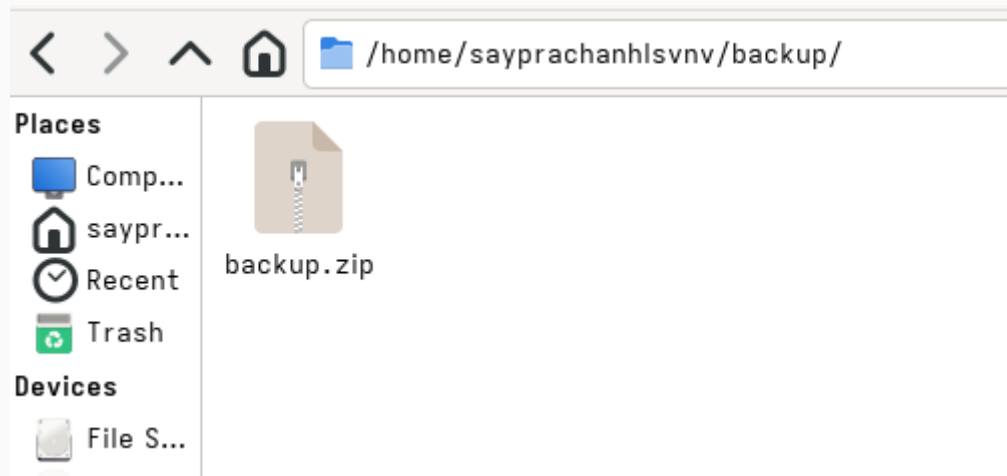 /home/sayprachanhlsvnv/backup/
Places
Comp...
saypr...
Recent
Trash
Devices
File S...
backup.zip